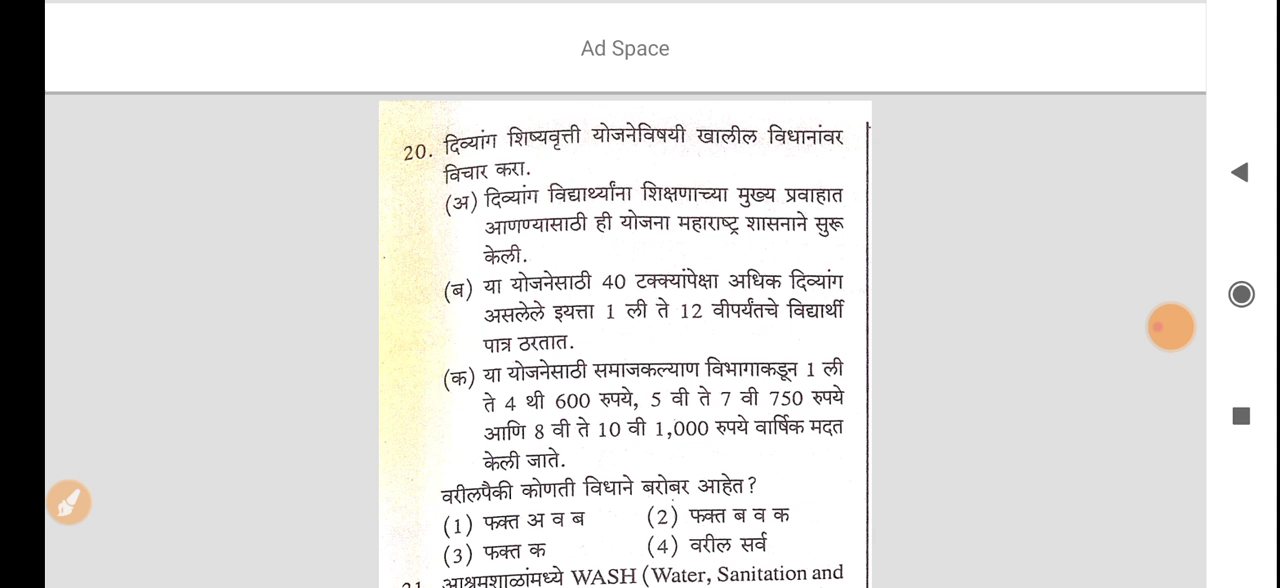 Ad Space
20. दिव्यांग शिष्यवृत्ती योजनेविषयी खालील विधानांवर
विचार करा.
(अ) दिव्यांग विद्यार्थ्यांना शिक्षणाच्या मुख्य प्रवाहात
आणण्यासाठी ही योजना महाराष्ट्र शासनाने सुरू
केली.
(ब) या योजनेसाठी 40 टक्क्यांपेक्षा अधिक दिव्यांग
असलेले इयत्ता 1 ली ते 12 वीपर्यंतचे विद्यार्थी
पात्र ठरतात.
(क) या योजनेसाठी समाजकल्याण विभागाकडून 1 ली
ते 4 थी 600 रुपये, 5 वी ते 7 वी 750 रुपये
आणि 8 वी ते 10 वी 1,000 रुपये वार्षिक मदत
केली जाते.
वरीलपैकी कोणती विधाने बरोबर आहेत?
(1) फक्त अ व ब (2) फक्त ब व क
(3) फक्त क (4) वरील सर्व
21. आश्रमशाळांमध्ये WASH (Water, Sanitation and